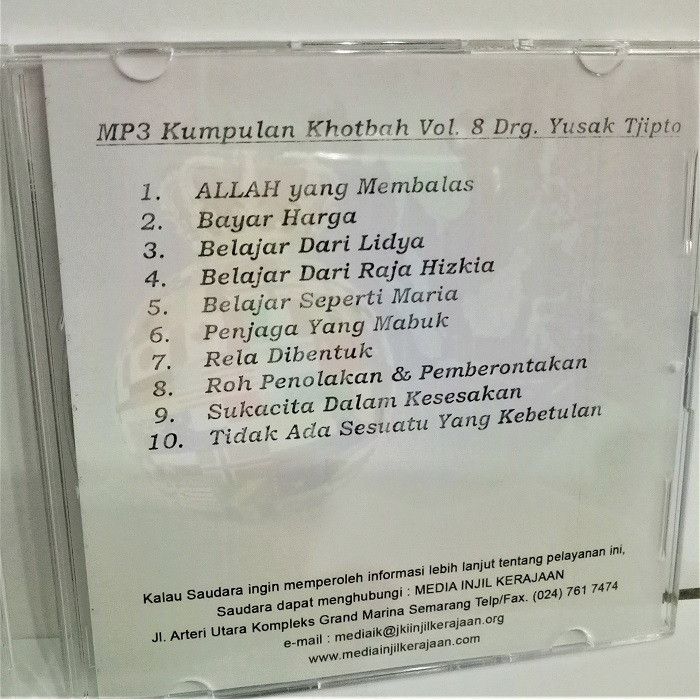 MP3 Kumpulan Khotbah Vol. 8 Drg. Yusak Tjipto
1. ALLAH yang Membalas
2. Bayar Harga
3. Belajar Dari Lidya
4. Belajar Dari Raja Hizkia
5. Belajar Seperti Maria
6. Penjaga Yang Mabuk
7. Rela Dibentuk
8. Roh Penolakan & Pemberontakan
9. Sukacita Dalam Kesesakan
10. Tidak Ada Sesuatu Yang Kebetulan
Kalau Saudara ingin memperoleh informasi lebih lanjut tentang pelayanan ini,
Saudara dapat menghubungi : MEDIA INJIL KERAJAAN
Jl. Arteri Utara Kompleks Grand Marina Semarang Telp/Fax. (024) 761 7474
e-mail : mediaik@jkiinjilkerajaan.org
www.mediainjilkerajaan.com